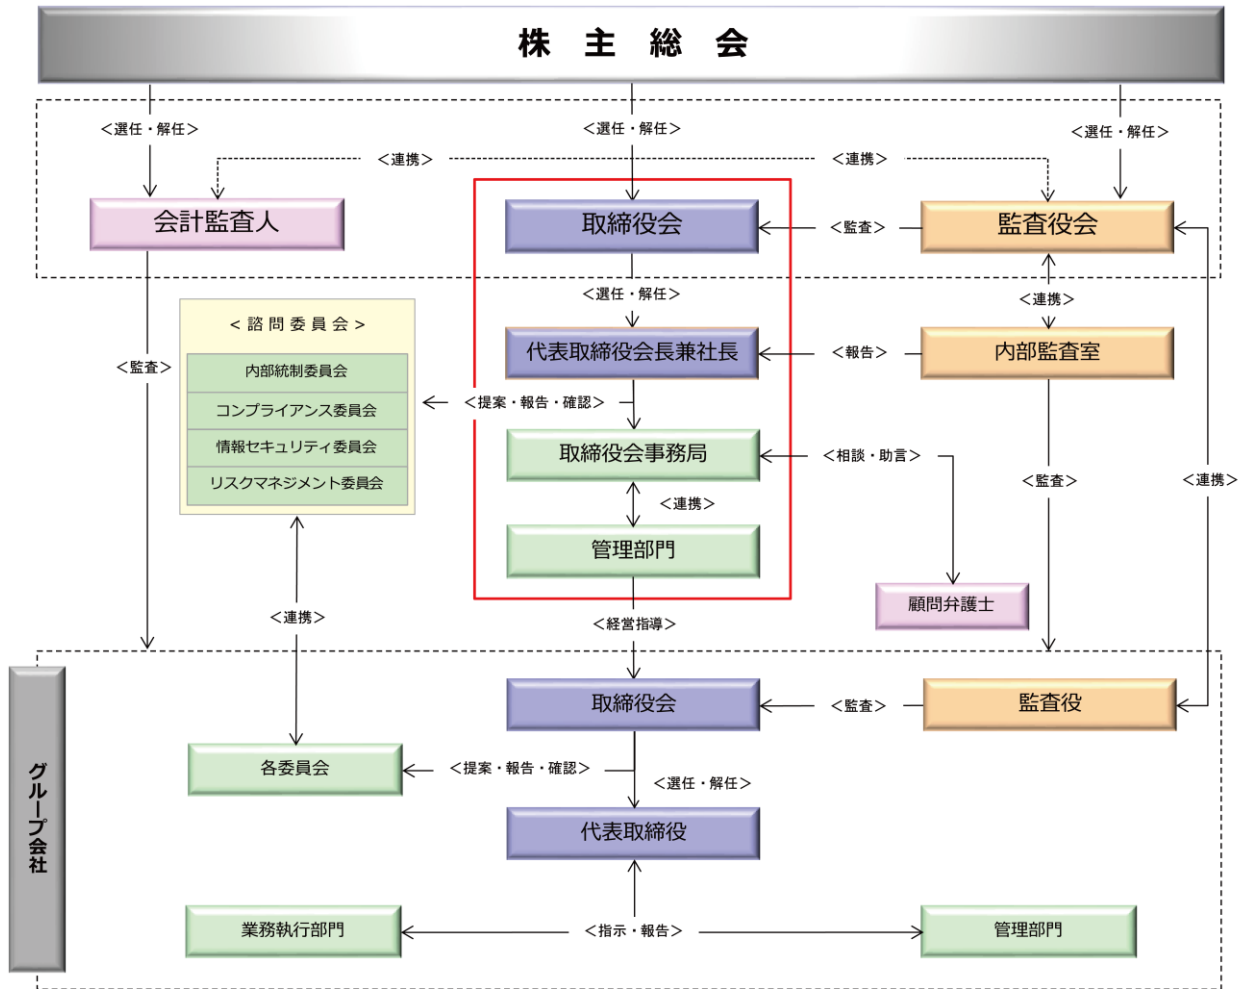 株主総会
＜選任・解任＞
＜選任・解任＞
＜選任・解任＞
＜連携＞
＜連携＞
会計監査人
取締役会
＜監査＞
監査役会
＜選任・解任＞
＜連携＞
＜諮問委員会＞
内部統制委員会
コンプライアンス委員会
情報セキュリティ委員会
リスクマネジメント委員会
＜監査＞
代表取締役会長兼社長
＜報告＞
内部監査室
＜提案・報告・確認＞
取締役会事務局
＜相談・助言＞
＜監査＞
＜連携＞
＜連携＞
管理部門
顧問弁護士
＜連携＞
＜経営指導＞
グループ会社
取締役会
＜監査＞
監査役
各委員会
＜提案・報告・確認＞
＜選任・解任＞
代表取締役
業務執行部門
＜指示・報告＞
管理部門